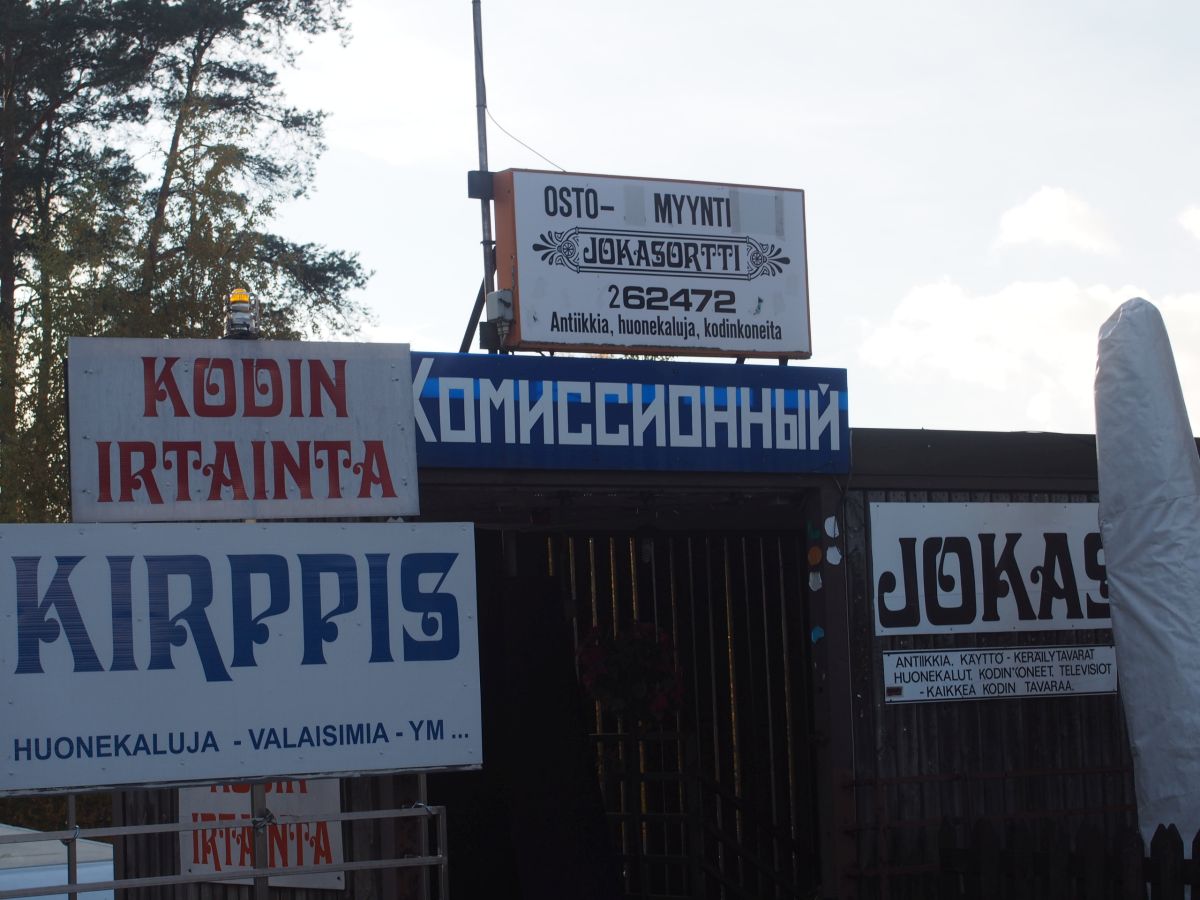 OSTO- MYYNTI
JOKASORTTI
262472
Antiikkia, huonekaluja, kodinkoneita
KODIN
IRTAINTA
Комиссионный
KIRPPIS
HUONEKALUJA - VALAISIMIA - YM ...
JOKAS
ANTIIKKIA, KÄYTTÖ - KERÄILYTAVARAT
HUONEKALUT, KODINKONEET, TELEVISIOT
- KAIKKEA KODIN TAVARAA.
KODIN
IRTAINTA